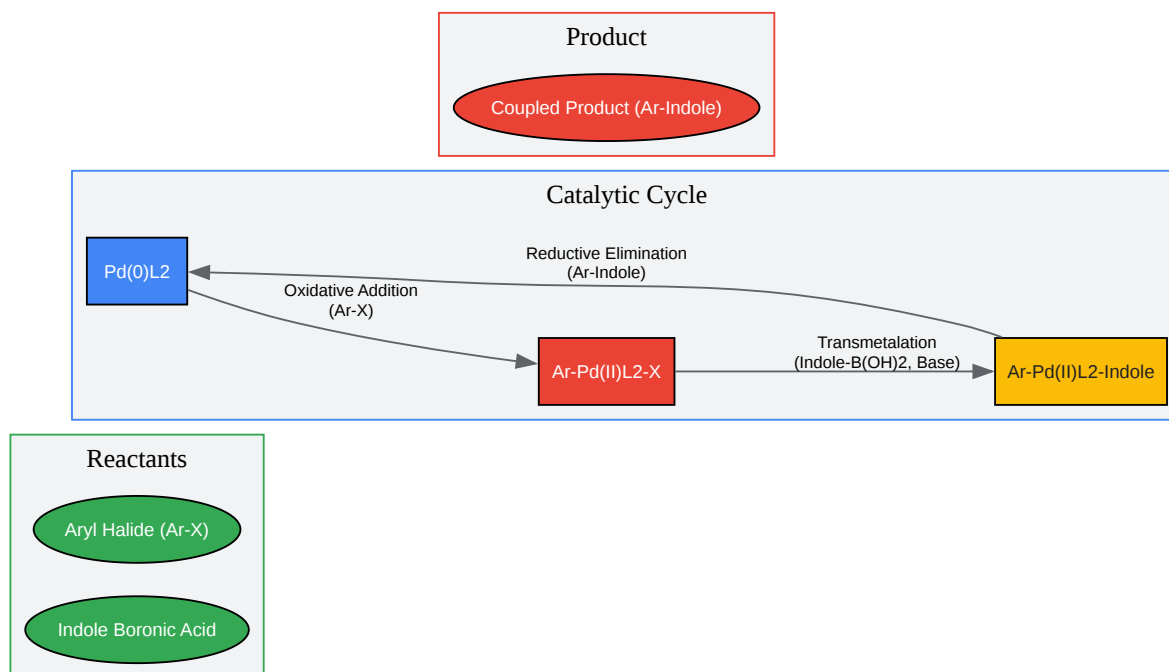 Product
Coupled Product (Ar-Indole)
Catalytic Cycle
Pd(0)L2
Reductive Elimination
(Ar-Indole)
Oxidative Addition
(Ar-X)
Ar-Pd(II)L2-X
Transmetalation
(Indole-B(OH)2, Base)
Ar-Pd(II)L2-Indole
Reactants
Aryl Halide (Ar-X)
Indole Boronic Acid